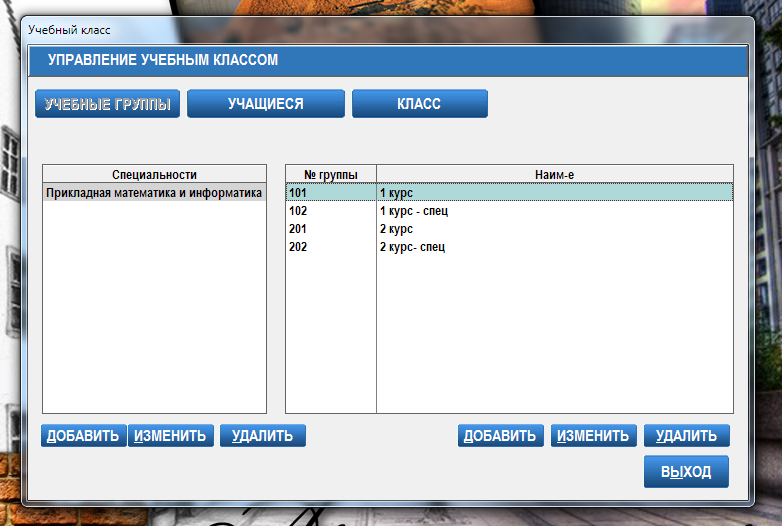 Учебный класс
УПРАВЛЕНИЕ УЧЕБНЫМ КЛАССОМ
УЧЕБНЫЕ ГРУППЫ УЧАЩИЕСЯ КЛАСС
Специальности № группы Наим-е
Прикладная математика и информатика 101 1 курс
102 1 курс - спец
201 2 курс
202 2 курс- спец
ДОБАВИТЬ ИЗМЕНИТЬ УДАЛИТЬ ДОБАВИТЬ ИЗМЕНИТЬ УДАЛИТЬ
ВЫХОД